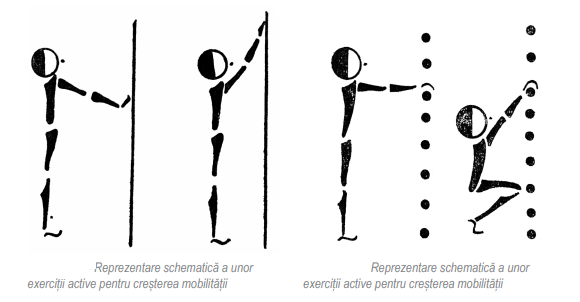 Reprezentare schematică a unor
exerciții active pentru creșterea mobilității
Reprezentare schematică a unor
exerciții active pentru creșterea mobilității